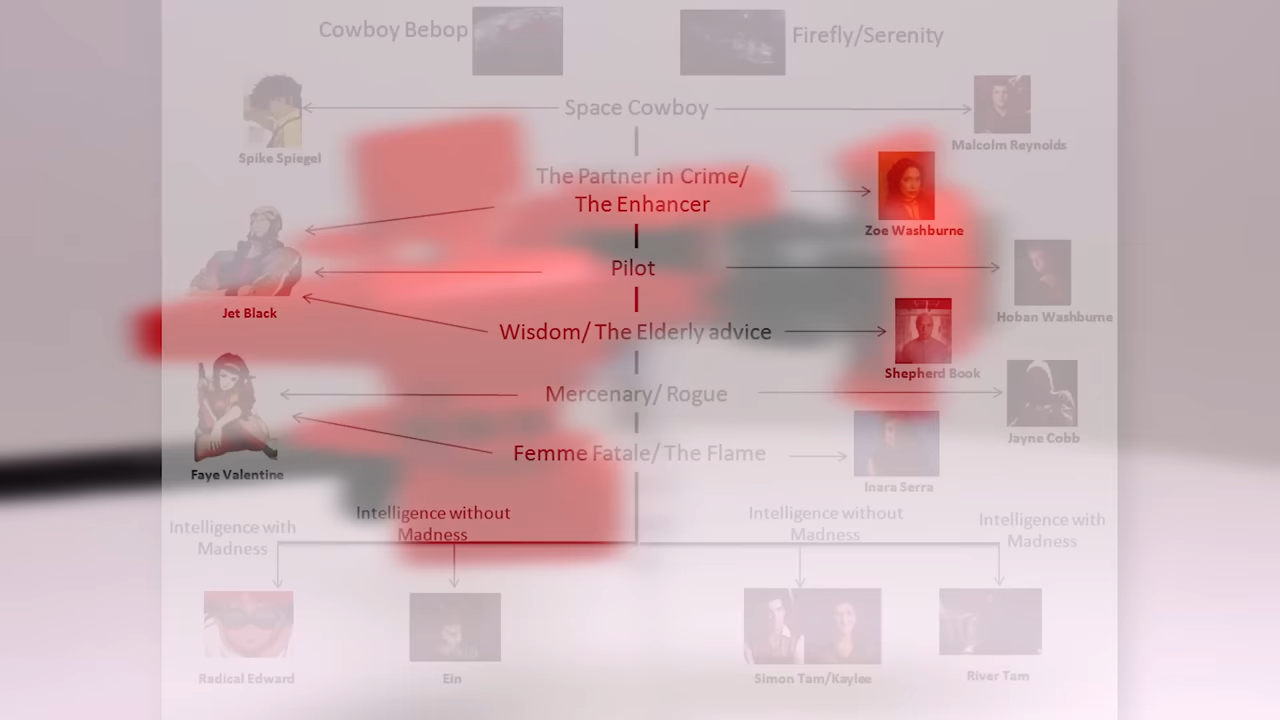 Cowboy Bebop
Firefly/Serenity
Space Cowboy
Spike Spiegel
Malcolm Reynolds
The Partner in Crime/
The Enhancer
Zoe Washburne
Pilot
Jet Black
Hoban Washburne
Wisdom/ The Elderly advice
Shepherd Book
Mercenary/ Rogue
Jayne Cobb
Femme Fatale/ The Flame
Faye Valentine
Inara Serra
Intelligence with
Madness
Intelligence without
Madness
Intelligence without
Madness
Intelligence with
Madness
Radical Edward
Ein
Simon Tam/Kaylee
River Tam